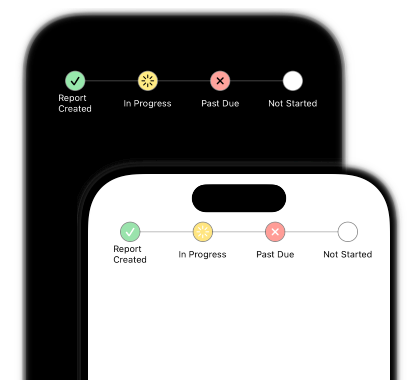 Report
Created
In Progress
Past Due
Not Started
Report
Created
In Progress
Past Due
Not Started